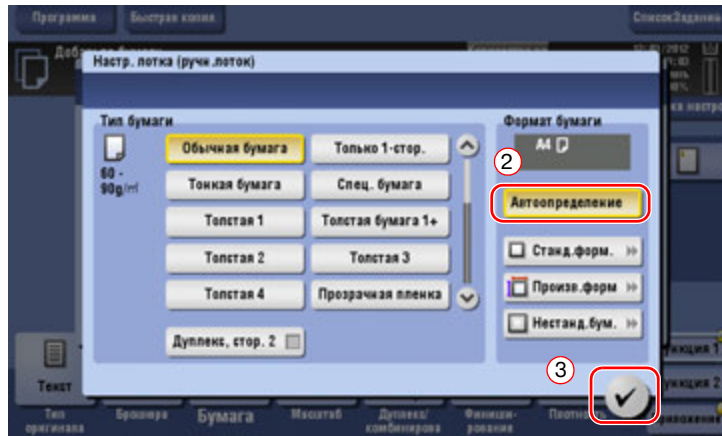 Программа
Быстрая копия
СписокЗаданий
Настр. лотка (ручн.лоток)
Тип бумаги
Формат бумаги
60 -
90g/㎡
Обычная бумага
Только 1-стор.
Тонкая бумага
Спец. бумага
Толстая 1
Толстая бумага 1+
Толстая 2
Толстая 3
Толстая 4
Прозрачная пленка
Дуплекс, стор. 2
A4
2
Автоопределение
Станд.форм.
Произв.форм
Нестанд.бум.
3
Текст
Тип
оригинала
Брошюра
Бумага
Масштаб
Дуплекс/
комбинирова
Финиши-
рование
Плотность